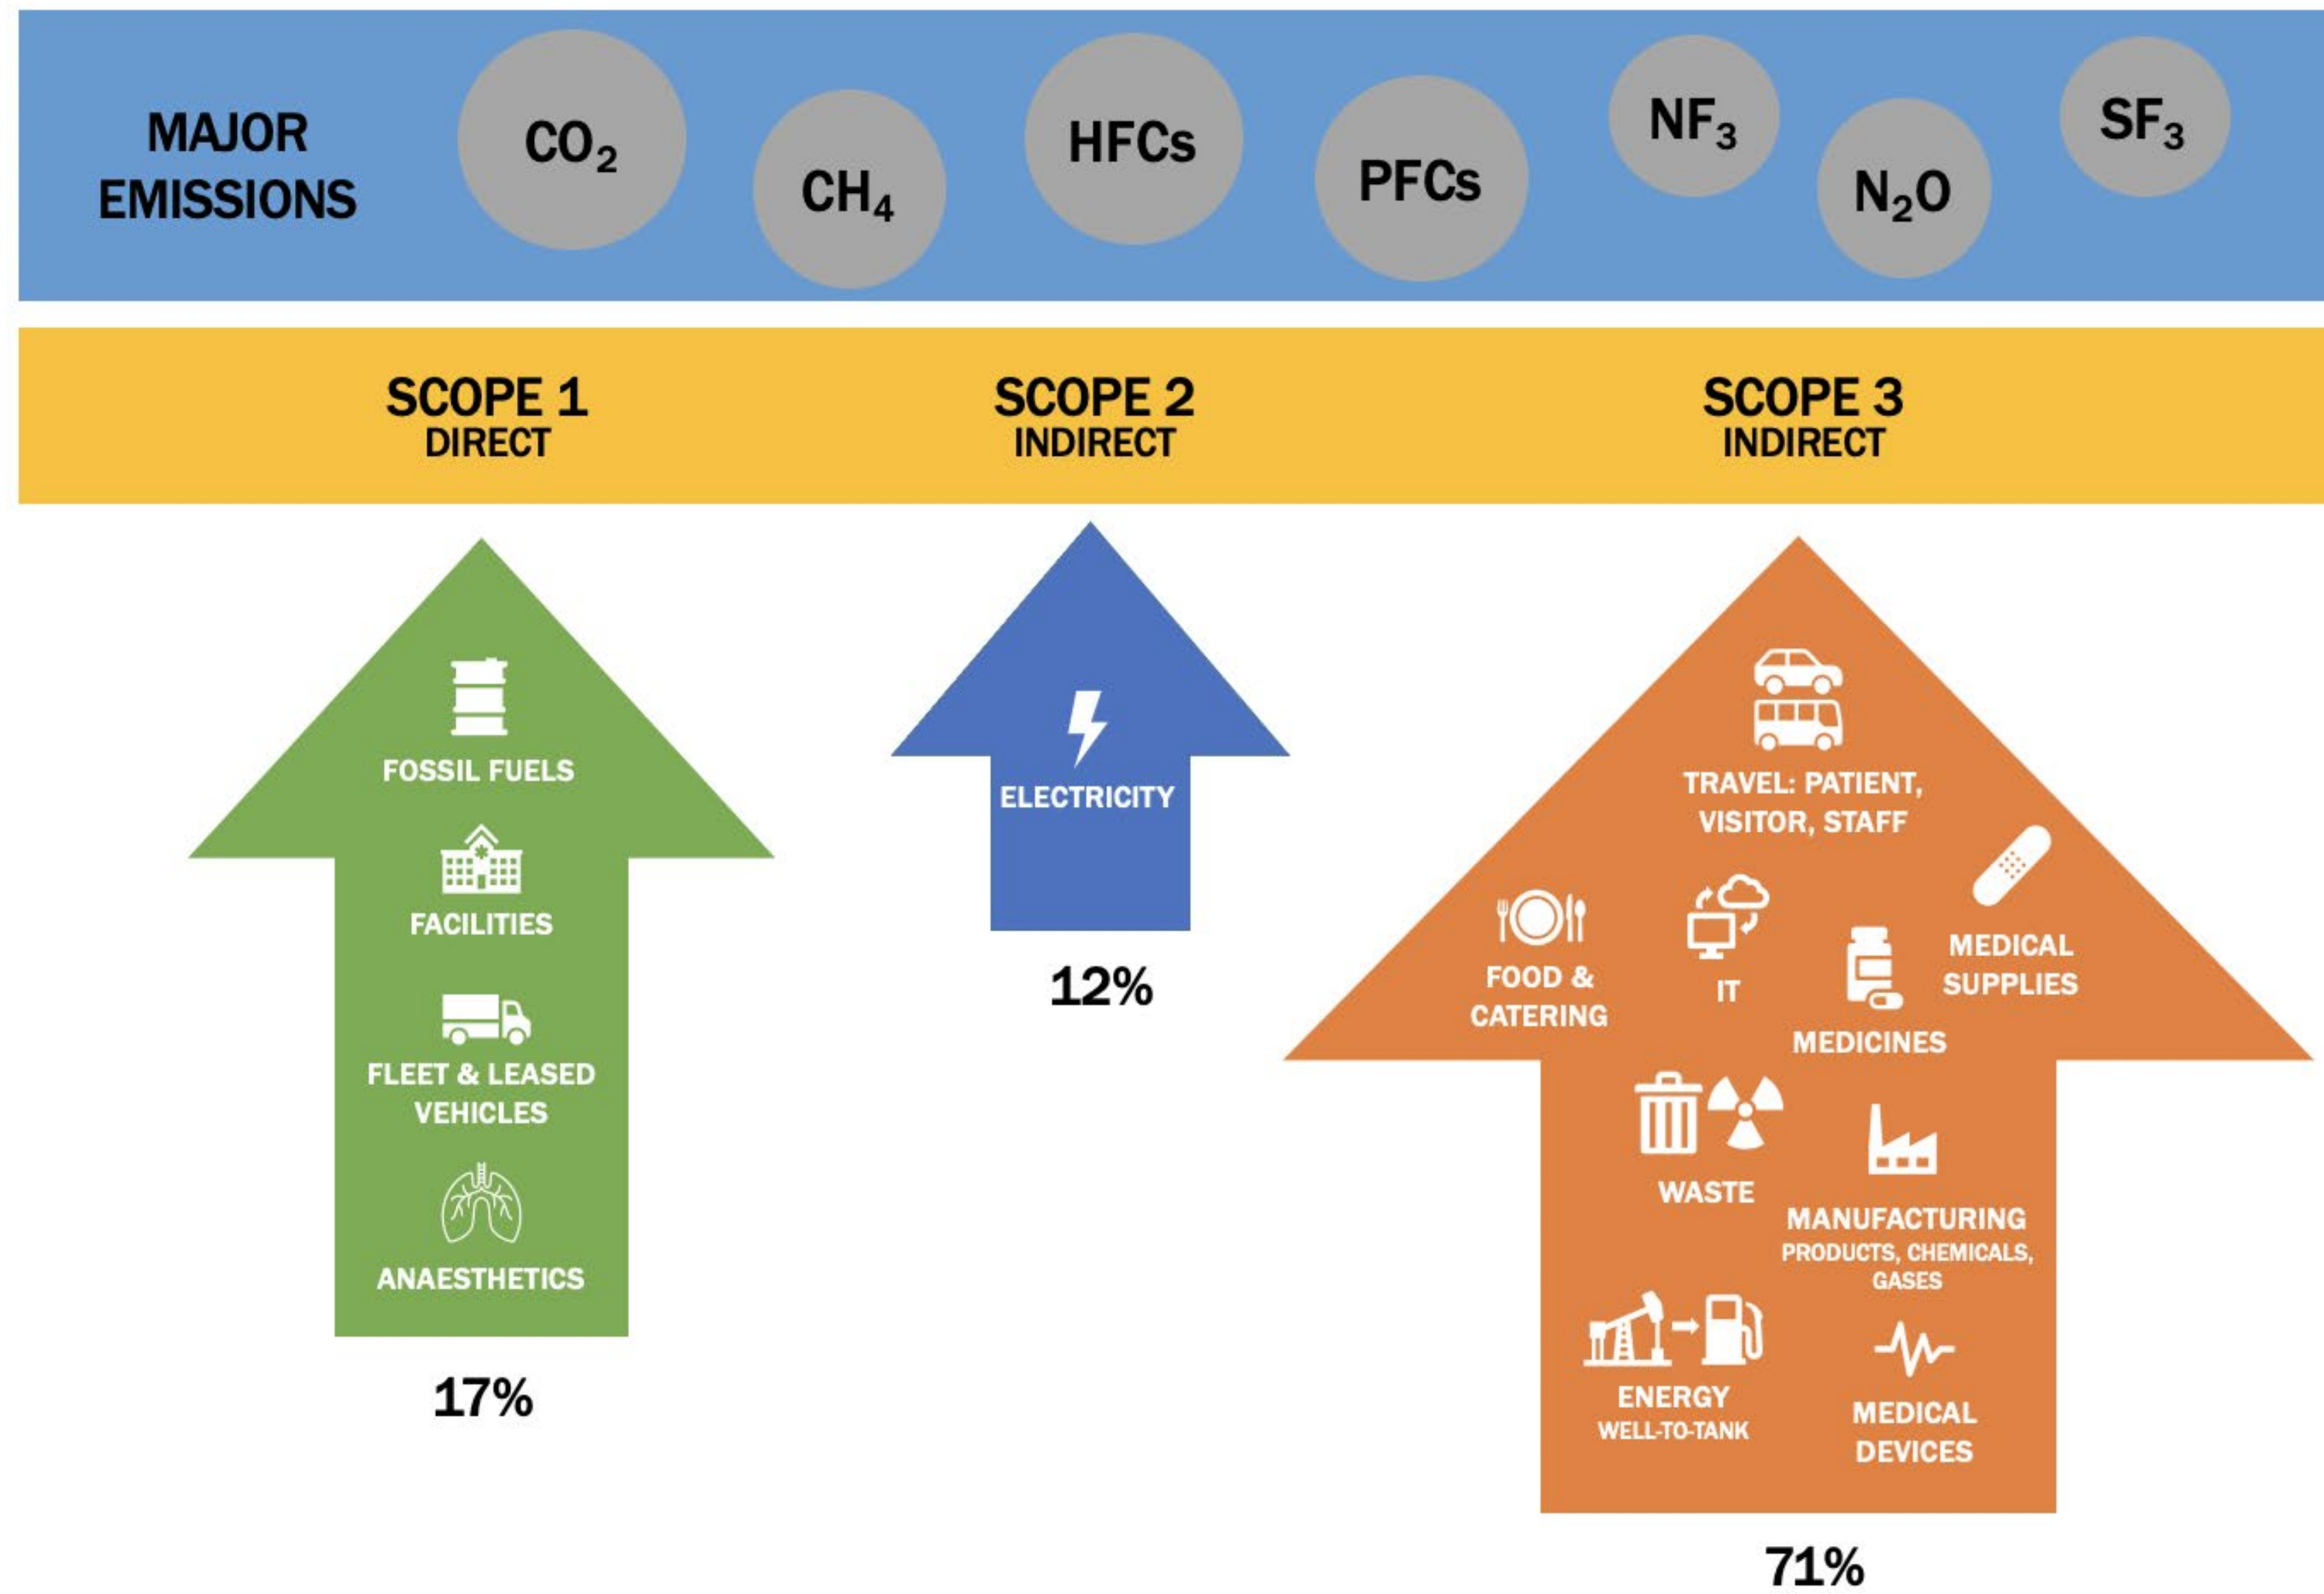 MAJOR
EMISSIONS
CO₂
CH₄
HFCs
PFCs
NF₃
N₂O
SF₃
SCOPE 1
DIRECT
SCOPE 2
INDIRECT
SCOPE 3
INDIRECT
FOSSIL FUELS
FACILITIES
FLEET & LEASED
VEHICLES
ANAESTHETICS
17%
ELECTRICITY
12%
TRAVEL: PATIENT,
VISITOR, STAFF
FOOD &
CATERING
IT
MEDICINES
MEDICAL
SUPPLIES
WASTE
MANUFACTURING
PRODUCTS, CHEMICALS,
GASES
ENERGY
WELL-TO-TANK
MEDICAL
DEVICES
71%